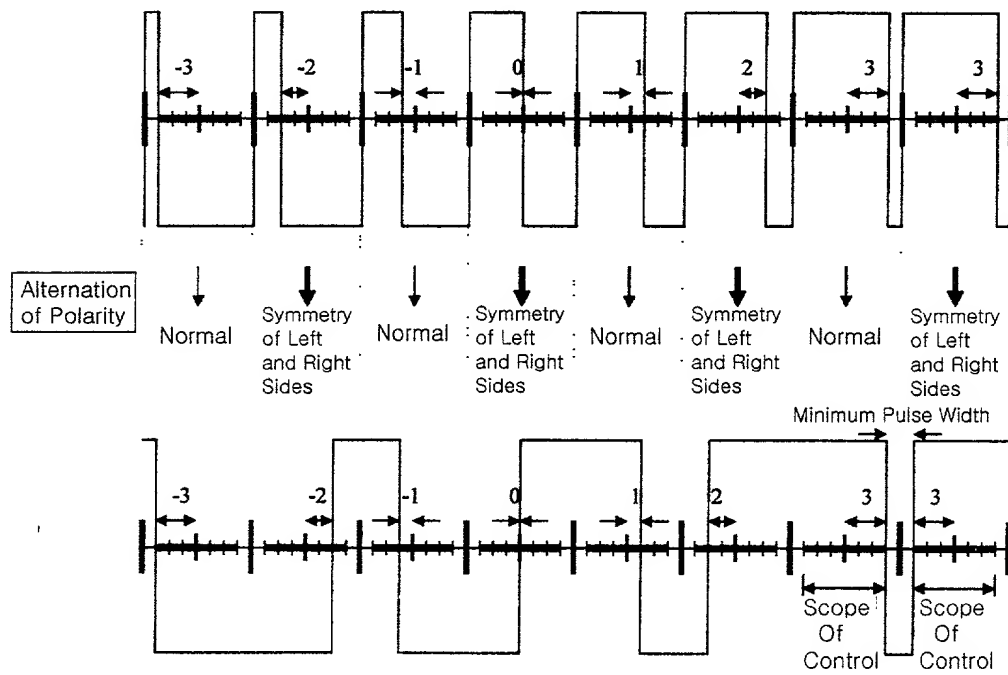 -3 -2 -1 0 1 2 3 3
Alternation
of Polarity
Normal
Symmetry
of Left
and Right
Sides
Normal
Symmetry
of Left
and Right
Sides
Normal
Symmetry
of Left
and Right
Sides
Normal
Symmetry
of Left
and Right
Sides
Minimum Pulse Width
-3 -2 -1 0 1 2 3 3
Scope
Of
Control
Scope
Of
Control